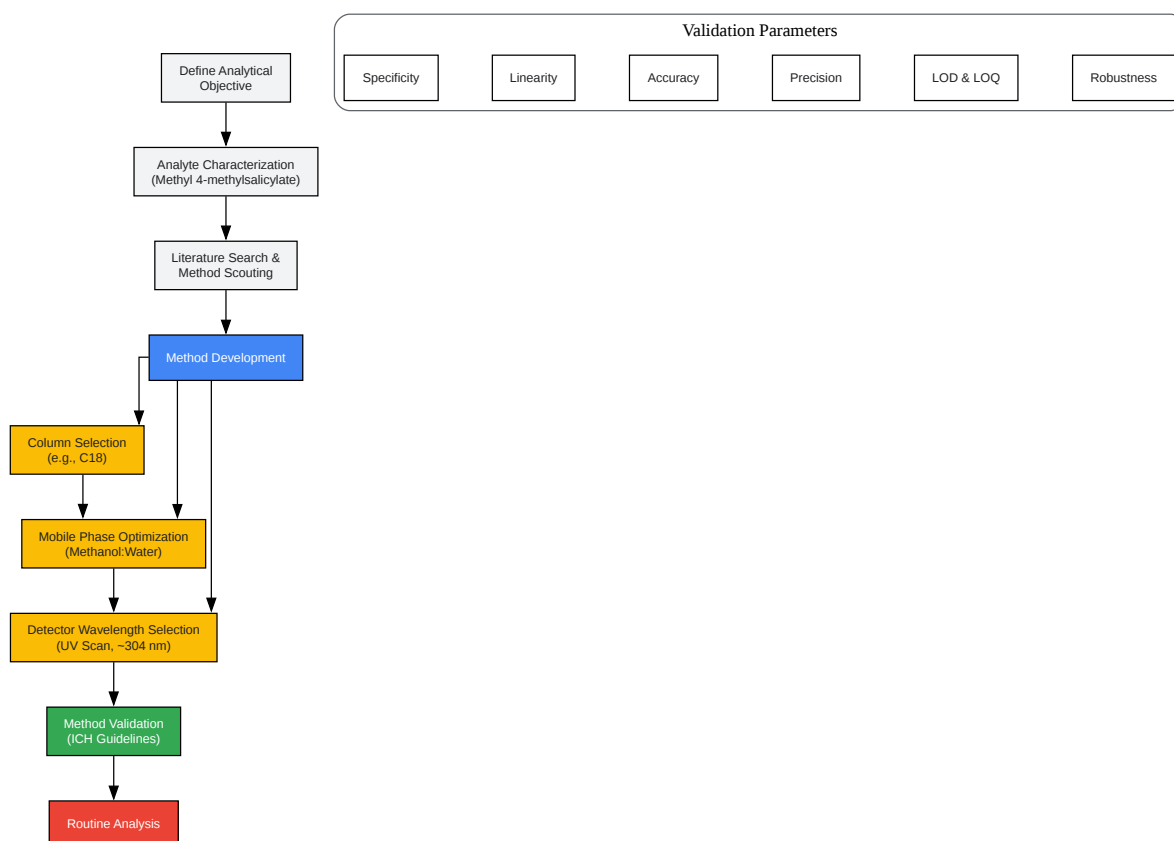 Validation Parameters
Specificity
Linearity
Accuracy
Precision
LOD & LOQ
Robustness
Define Analytical
Objective
Analyte Characterization
(Methyl 4-methylsalicylate)
Literature Search &
Method Scouting
Method Development
Column Selection
(e.g., C18)
Mobile Phase Optimization
(Methanol:Water)
Detector Wavelength Selection
(UV Scan, ~304 nm)
Method Validation
(ICH Guidelines)
Routine Analysis